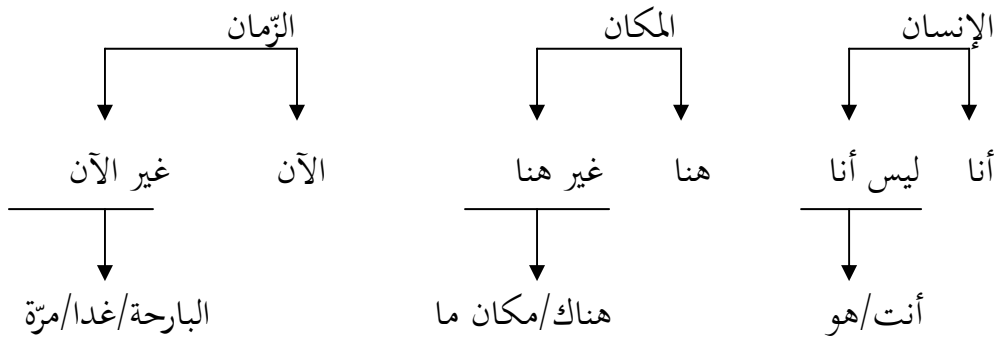 الإنسان المكان الزّمان
أنا ليس أنا هنا غير هنا الآن غير الآن
أنت/هو هناك/مكان ما البارحة/غدا/مرّة